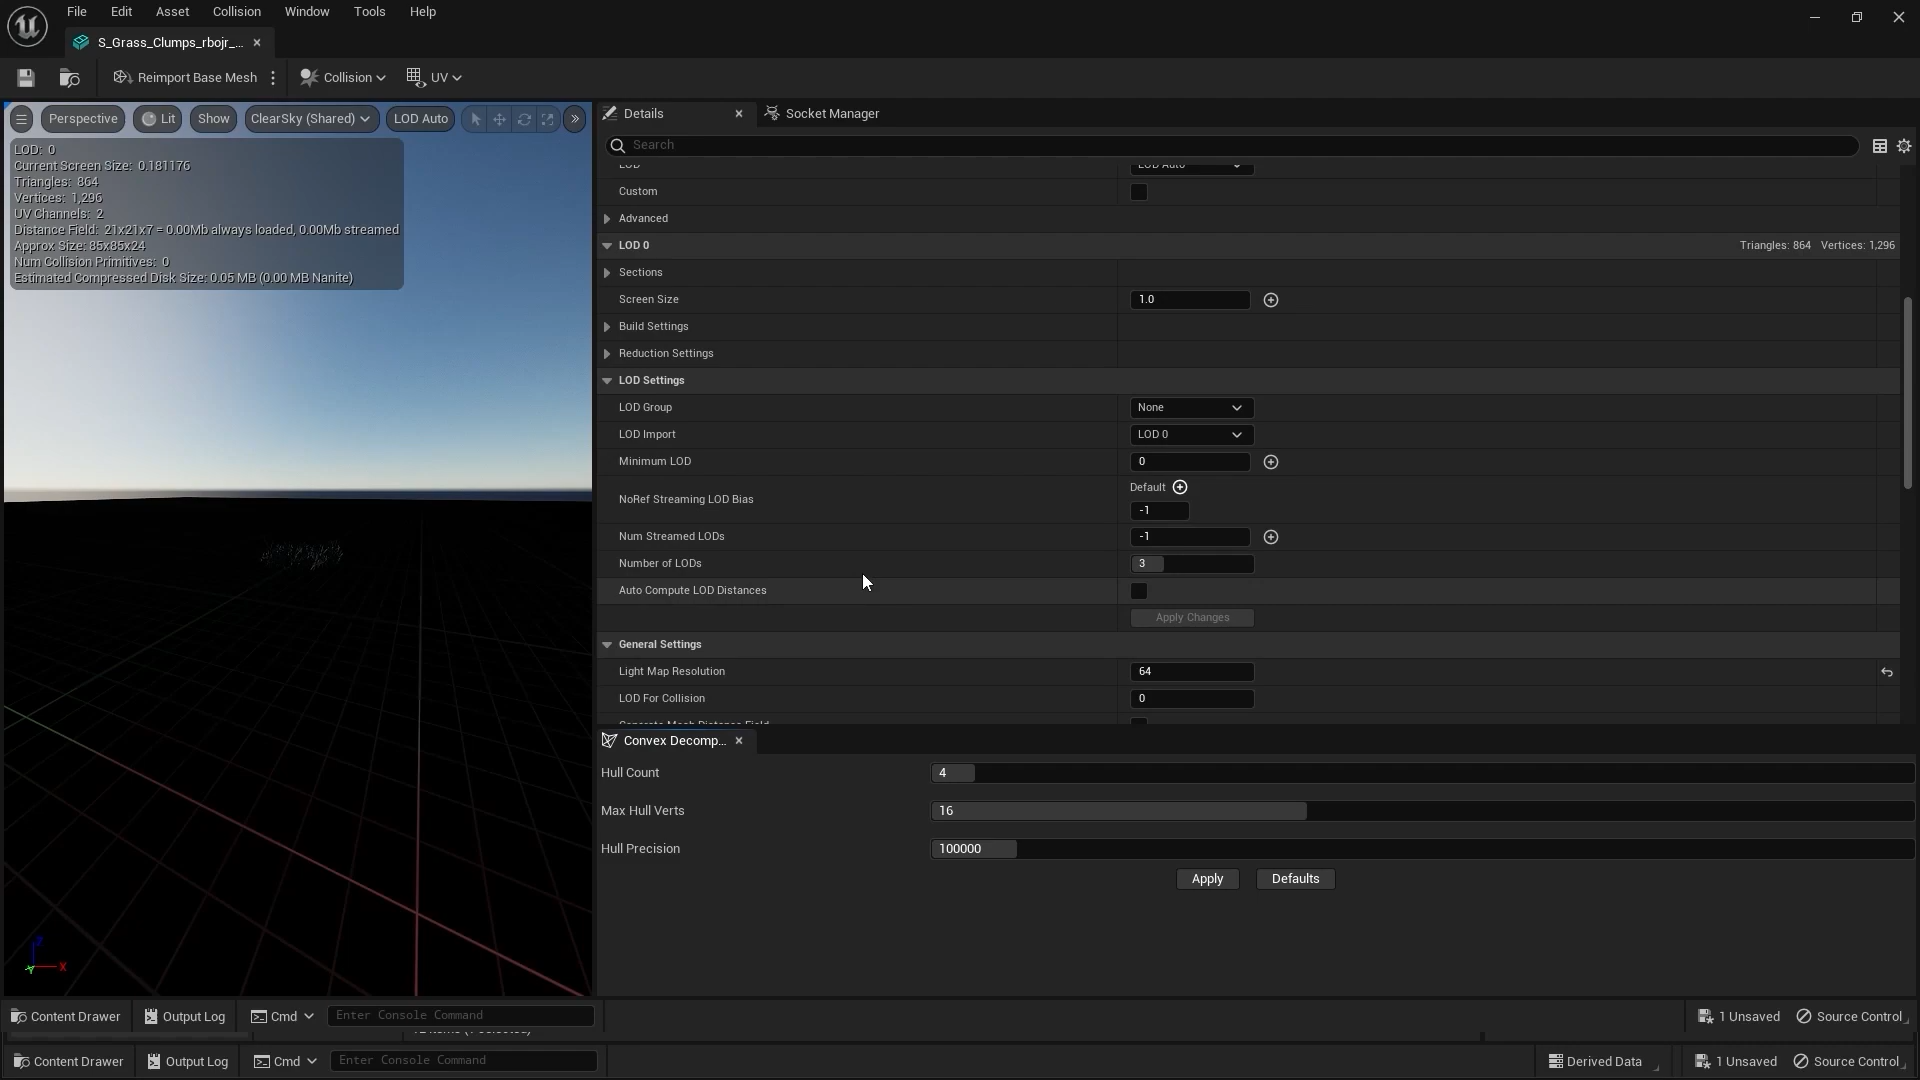 File Edit Asset Collision Window Tools Help
S_Grass_Clumps_rbojr_...
Reimport Base Mesh Collision UV
Perspective Lit Show ClearSky (Shared) LOD Auto
LOD: 0
Current Screen Size: 0.181176
Triangles: 864
Vertices: 1,296
UV Channels: 2
Distance Field: 21x21x7 = 0.00Mb always loaded, 0.00Mb streamed
Approx Size: 85x85x24
Num Collision Primitives: 0
Estimated Compressed Disk Size: 0.05 MB (0.00 MB Nanite)
Z
Y
X
Details Socket Manager
Search
LOD LOD Auto
Custom
Advanced
LOD 0 Triangles: 864 Vertices: 1,296
Sections
Screen Size 1.0
Build Settings
Reduction Settings
LOD Settings
LOD Group None
LOD Import LOD 0
Minimum LOD 0
Default
NoRef Streaming LOD Bias
-1
Num Streamed LODs -1
Number of LODs 3
Auto Compute LOD Distances
Apply Changes
General Settings
Light Map Resolution 64
LOD For Collision 0
Generate Mesh Distance Field
Convex Decomp...
Hull Count 4
Max Hull Verts 16
Hull Precision 100000
Apply Defaults
Content Drawer Output Log Cmd Enter Console Command 1 Unsaved Source Control
Content Drawer Output Log Cmd Enter Console Command Derived Data 1 Unsaved Source Control